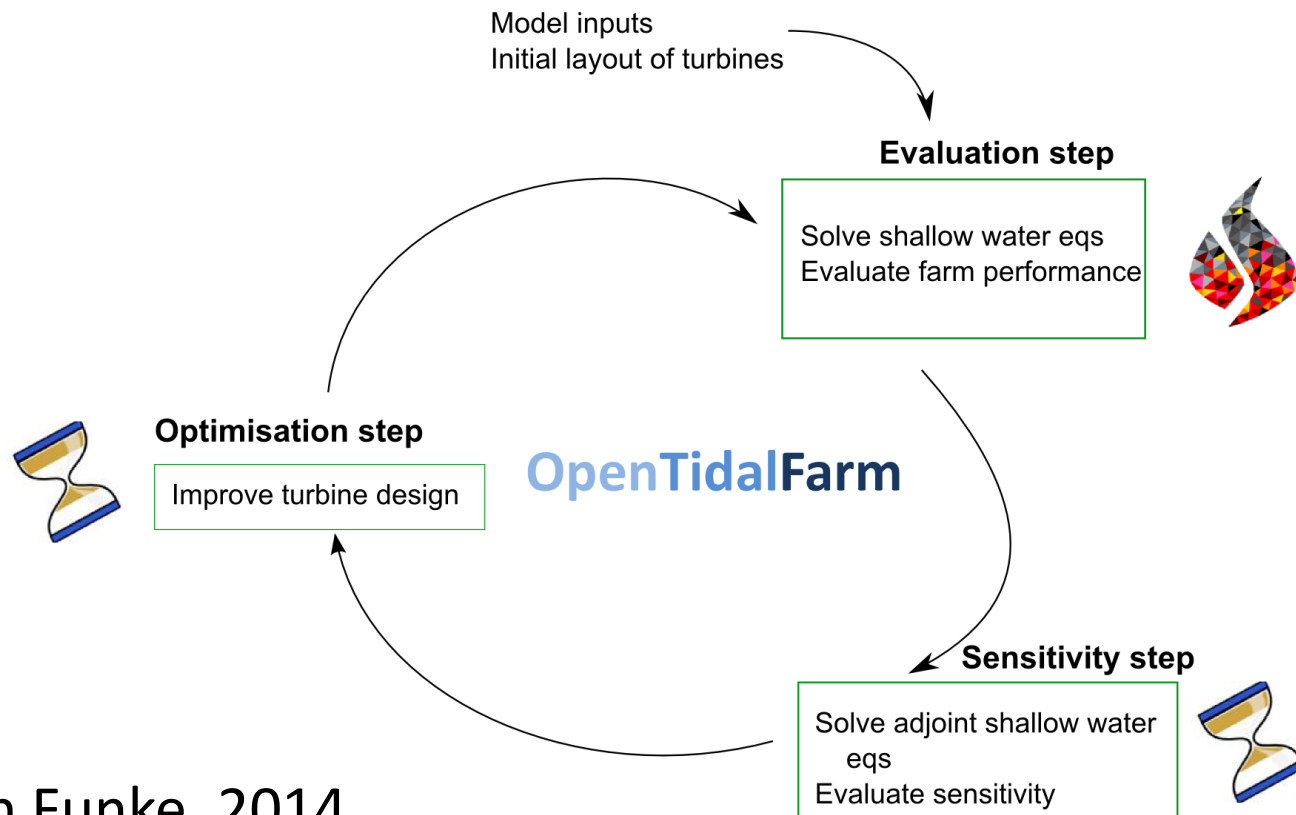 Model inputs
Initial layout of turbines
Evaluation step
Solve shallow water eqs
Evaluate farm performance
Optimisation step
Improve turbine design
OpenTidalFarm
Sensitivity step
Solve adjoint shallow water
eqs
Evaluate sensitivity
Funke, 2014